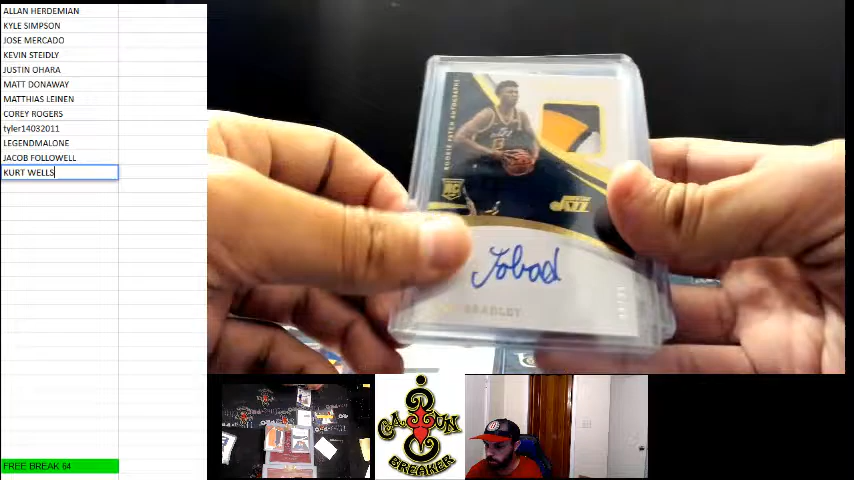 ALLAN HERDEMIAN
KYLE SIMPSON
JOSE MERCADO
KEVIN STEIDLY
JUSTIN OHARA
MATT DONAWAY
MATTHIAS LEINEN
COREY ROGERS
tyler14032011
LEGENDMALONE
JACOB FOLLOWELL
KURT WELLS
FREE BREAK 64
ROOKIE PATCH AUTOGRAPHS
RC
JAZZ
BRADLEY
CAJUN
BREAKER